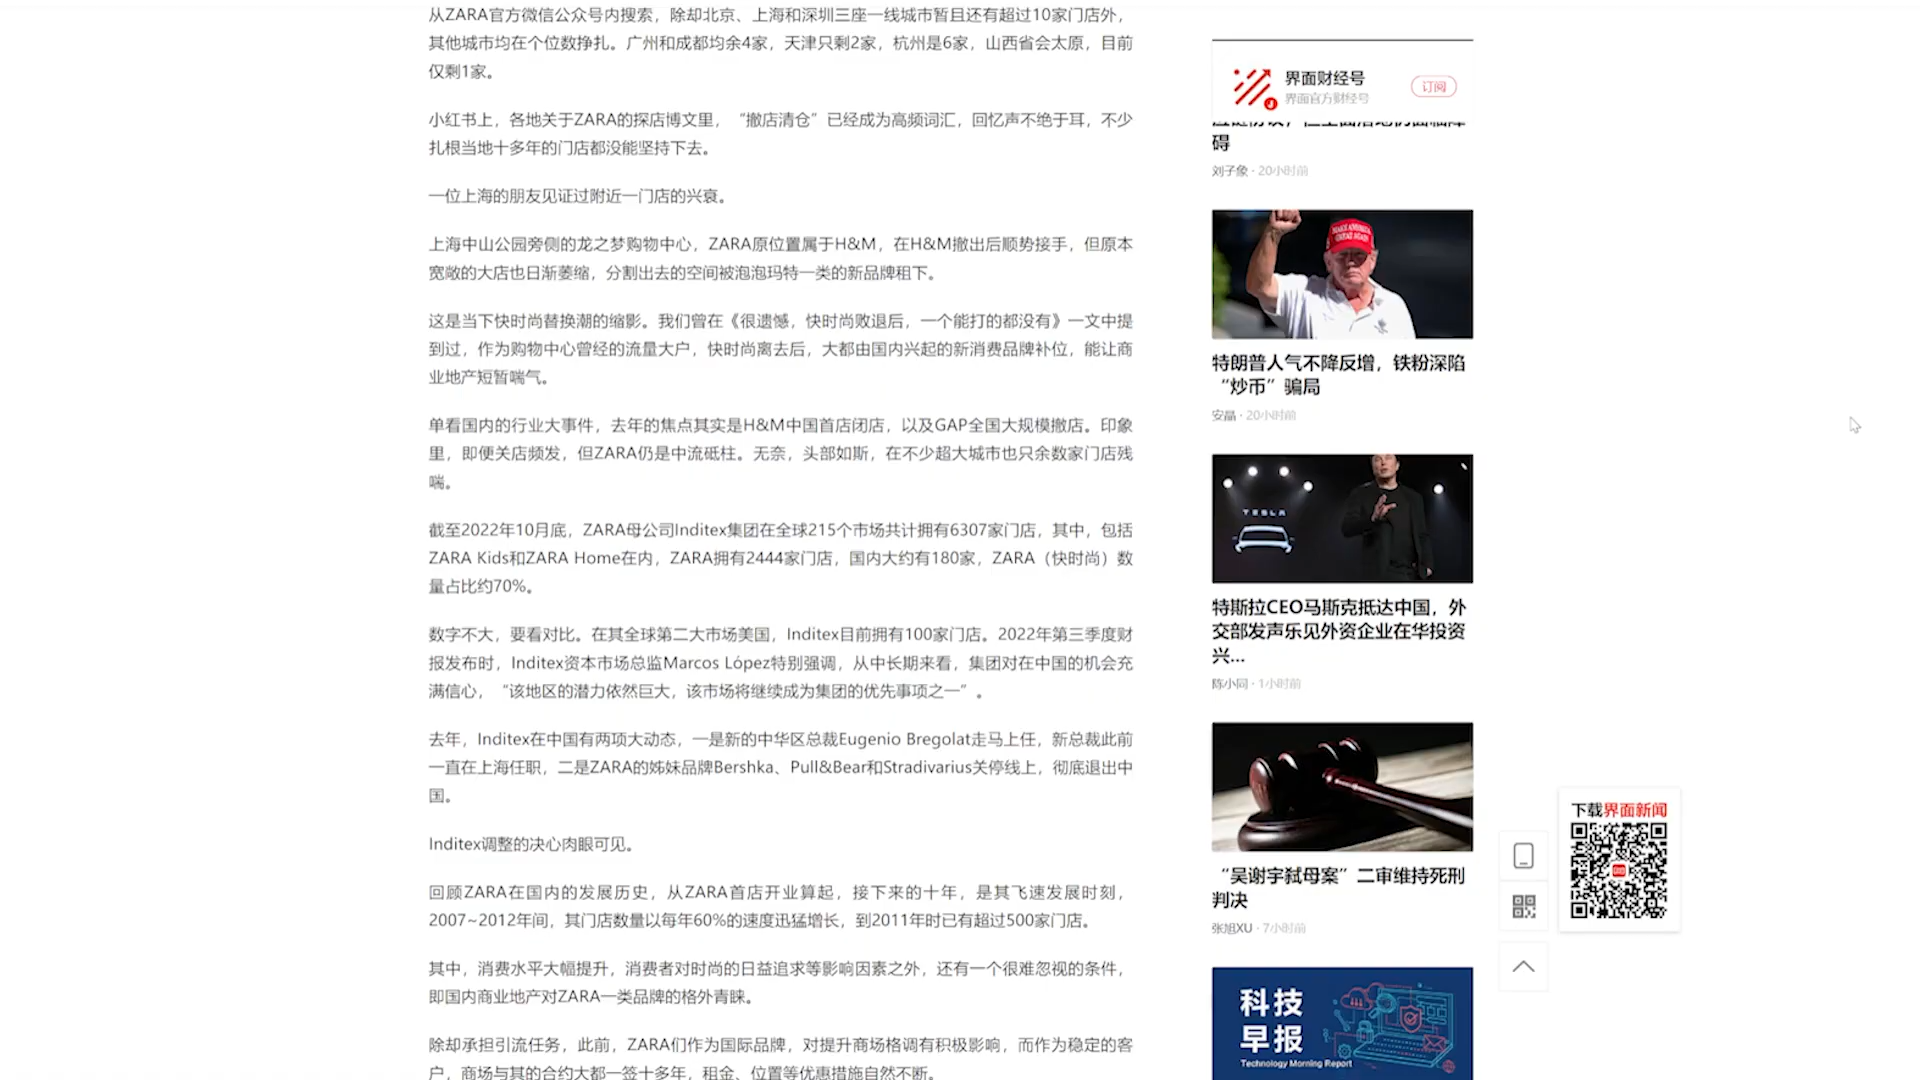 从ZARA官方微信公众号内搜索，除却北京、上海和深圳三座一线城市暂且还有超过10家门店外，
其他城市均在个位数挣扎。广州和成都均余4家，天津只剩2家，杭州是6家，山西省会太原，目前
仅剩1家。
小红书上，各地关于ZARA的探店博文里，“撤店清仓”已经成为高频词汇，回忆声不绝于耳，不少
扎根当地十多年的门店都没能坚持下去。
一位上海的朋友见证过附近一门店的兴衰。
上海中山公园旁侧的龙之梦购物中心，ZARA原位置属于H&M，在H&M撤出后顺势接手，但原本
宽敞的大店也日渐萎缩，分割出去的空间被泡泡玛特一类的新品牌租下。
这是当下快时尚替换潮的缩影。我们曾在《很遗憾，快时尚败退后，一个能打的都没有》一文中提
到过，作为购物中心曾经的流量大户，快时尚离去后，大都由国内兴起的新消费品牌补位，能让商
业地产短暂喘气。
单看国内的行业大事件，去年的焦点其实是H&M中国首店闭店，以及GAP全国大规模撤店。印象
里，即便关店频发，但ZARA仍是中流砥柱。无奈，头部如斯，在不少超大城市也只余数家门店残
喘。
截至2022年10月底，ZARA母公司Inditex集团在全球215个市场共计拥有6307家门店，其中，包括
ZARA Kids和ZARA Home在内，ZARA拥有2444家门店，国内大约有180家，ZARA（快时尚）数
量占比约70%。
数字不大，要看对比。在其全球第二大市场美国，Inditex目前拥有100家门店。2022年第三季度财
报发布时，Inditex资本市场总监Marcos López特别强调，从中长期来看，集团对在中国的机会充
满信心，“该地区的潜力依然巨大，该市场将继续成为集团的优先事项之一”。
去年，Inditex在中国有两项大动态，一是新的中华区总裁Eugenio Bregolat走马上任，新总裁此前
一直在上海任职，二是ZARA的姊妹品牌Bershka、Pull&Bear和Stradivarius关停线上，彻底退出中
国。
Inditex调整的决心肉眼可见。
回顾ZARA在国内的发展历史，从ZARA首店开业算起，接下来的十年，是其飞速发展时刻，
2007~2012年间，其门店数量以每年60%的速度迅猛增长，到2011年时已有超过500家门店。
其中，消费水平大幅提升，消费者对时尚的日益追求等影响因素之外，还有一个很难忽视的条件，
即国内商业地产对ZARA一类品牌的格外青睐。
除却承担引流任务，此前，ZARA们作为国际品牌，对提升商场格调有积极影响，而作为稳定的客
户，商场与其的合约大都一签十多年，租金、位置等优惠措施自然不断。
界面财经号
界面官方财经号
订阅
碍
刘子象 · 20小时前
MAKE AMERICA
GREAT AGAIN
特朗普人气不降反增，铁粉深陷
“炒币”骗局
安晶 · 20小时前
TESLA
特斯拉CEO马斯克抵达中国，外
交部发声乐见外资企业在华投资
兴...
陈小同 · 1小时前
“吴谢宇弑母案”二审维持死刑
判决
张旭XU · 7小时前
科技
早报
Technology Morning Report
下载界面新闻